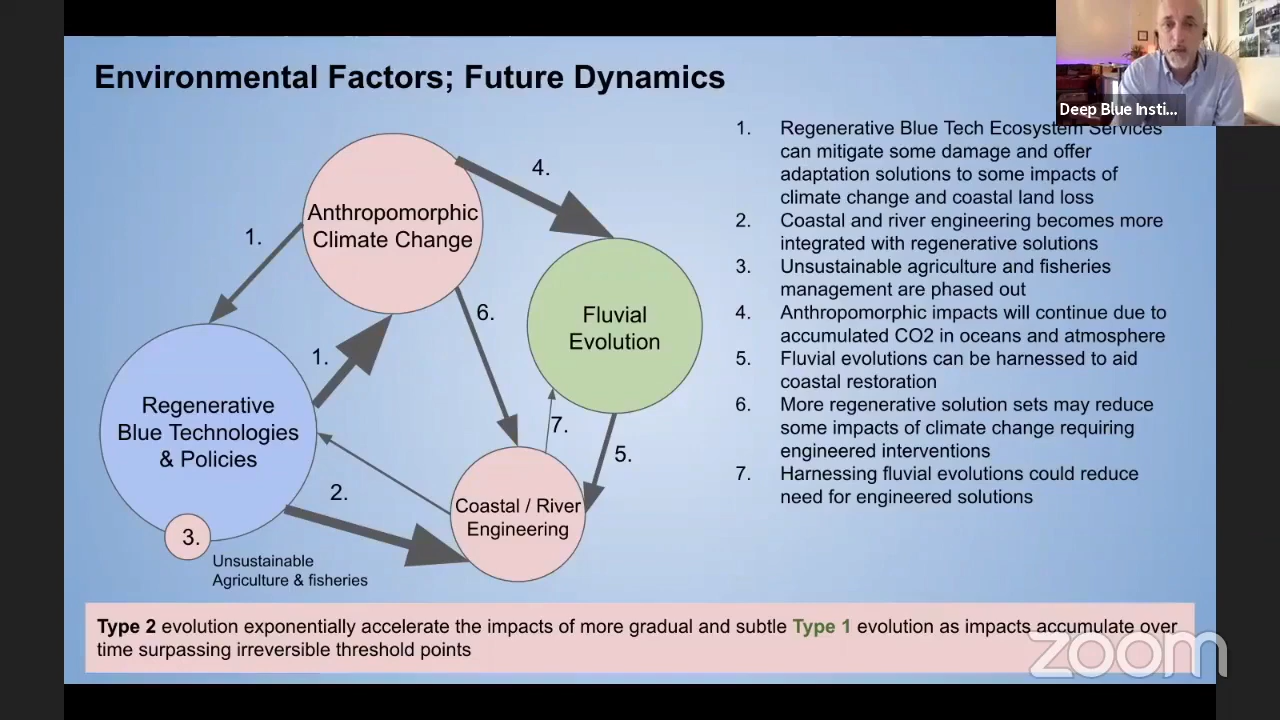 Environmental Factors; Future Dynamics
Deep Blue Insti...
Anthropomorphic
Climate Change
Fluvial
Evolution
Regenerative
Blue Technologies
& Policies
Coastal / River
Engineering
Unsustainable
Agriculture & fisheries
1.
4.
1.
6.
7.
5.
2.
3.
1. Regenerative Blue Tech Ecosystem Services
can mitigate some damage and offer
adaptation solutions to some impacts of
climate change and coastal land loss
2. Coastal and river engineering becomes more
integrated with regenerative solutions
3. Unsustainable agriculture and fisheries
management are phased out
4. Anthropomorphic impacts will continue due to
accumulated CO2 in oceans and atmosphere
5. Fluvial evolutions can be harnessed to aid
coastal restoration
6. More regenerative solution sets may reduce
some impacts of climate change requiring
engineered interventions
7. Harnessing fluvial evolutions could reduce
need for engineered solutions
Type 2 evolution exponentially accelerate the impacts of more gradual and subtle Type 1 evolution as impacts accumulate over
time surpassing irreversible threshold points
zoom